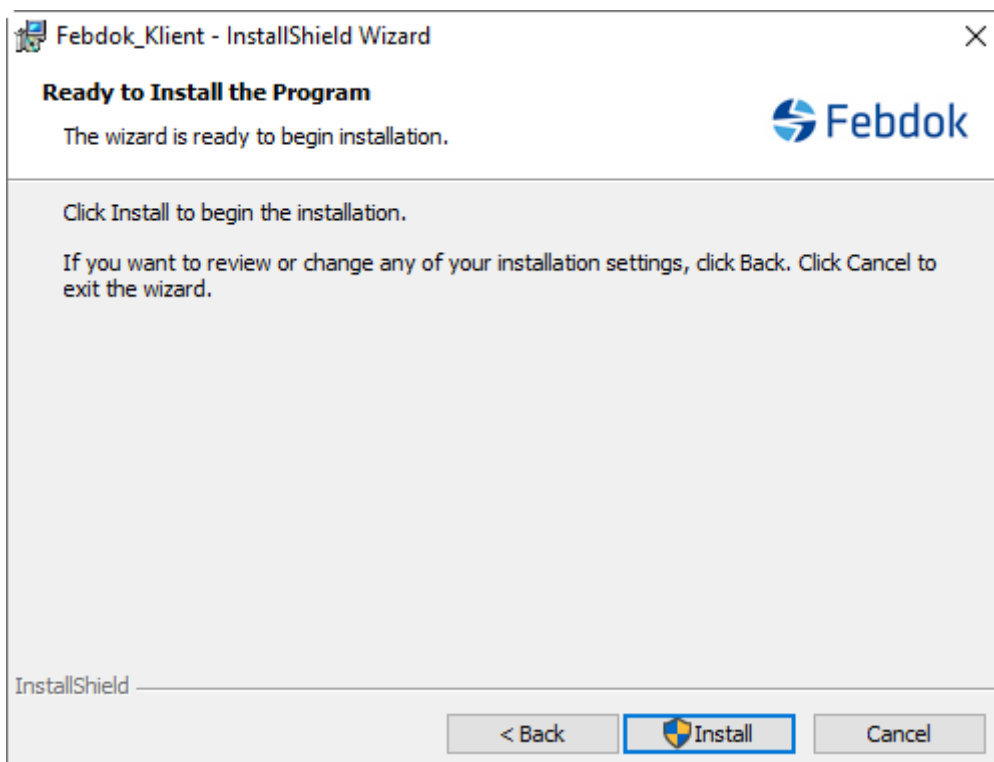 Febdok_Klient - InstallShield Wizard
Ready to Install the Program
The wizard is ready to begin installation.
Febdok
Click Install to begin the installation.
If you want to review or change any of your installation settings, click Back. Click Cancel to
exit the wizard.
InstallShield
< Back
Install
Cancel